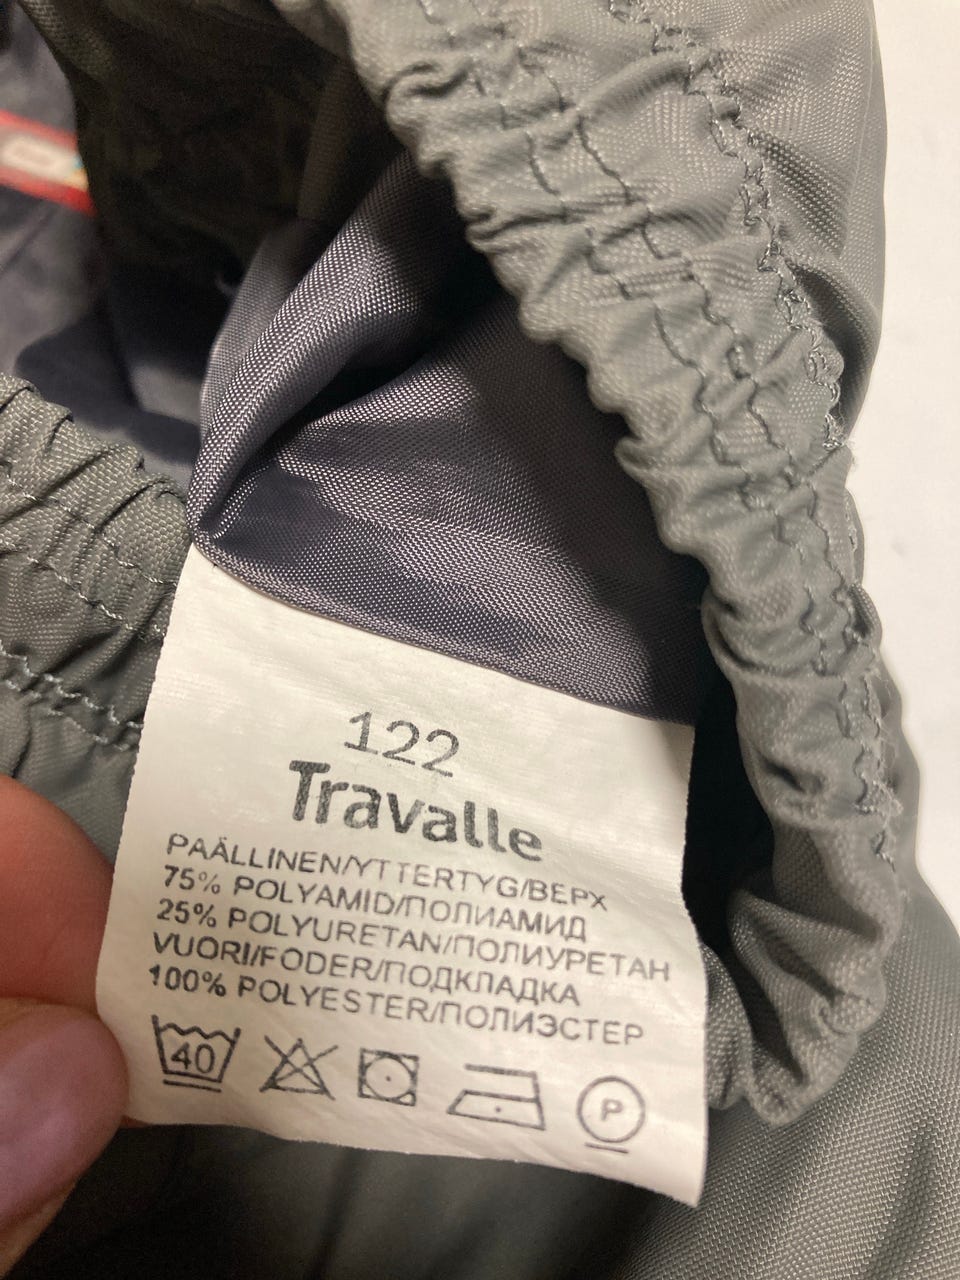 122
Travalle
PÄÄLLINEN/YTTERTYG/ВЕРХ
75% POLYAMID/ПОЛИАМИД
25% POLYURETAN/ПОЛИУРЕТАН
VUORI/FODER/ПОДКЛАДКА
100% POLYESTER/ПОЛИЭСТЕР
40 P